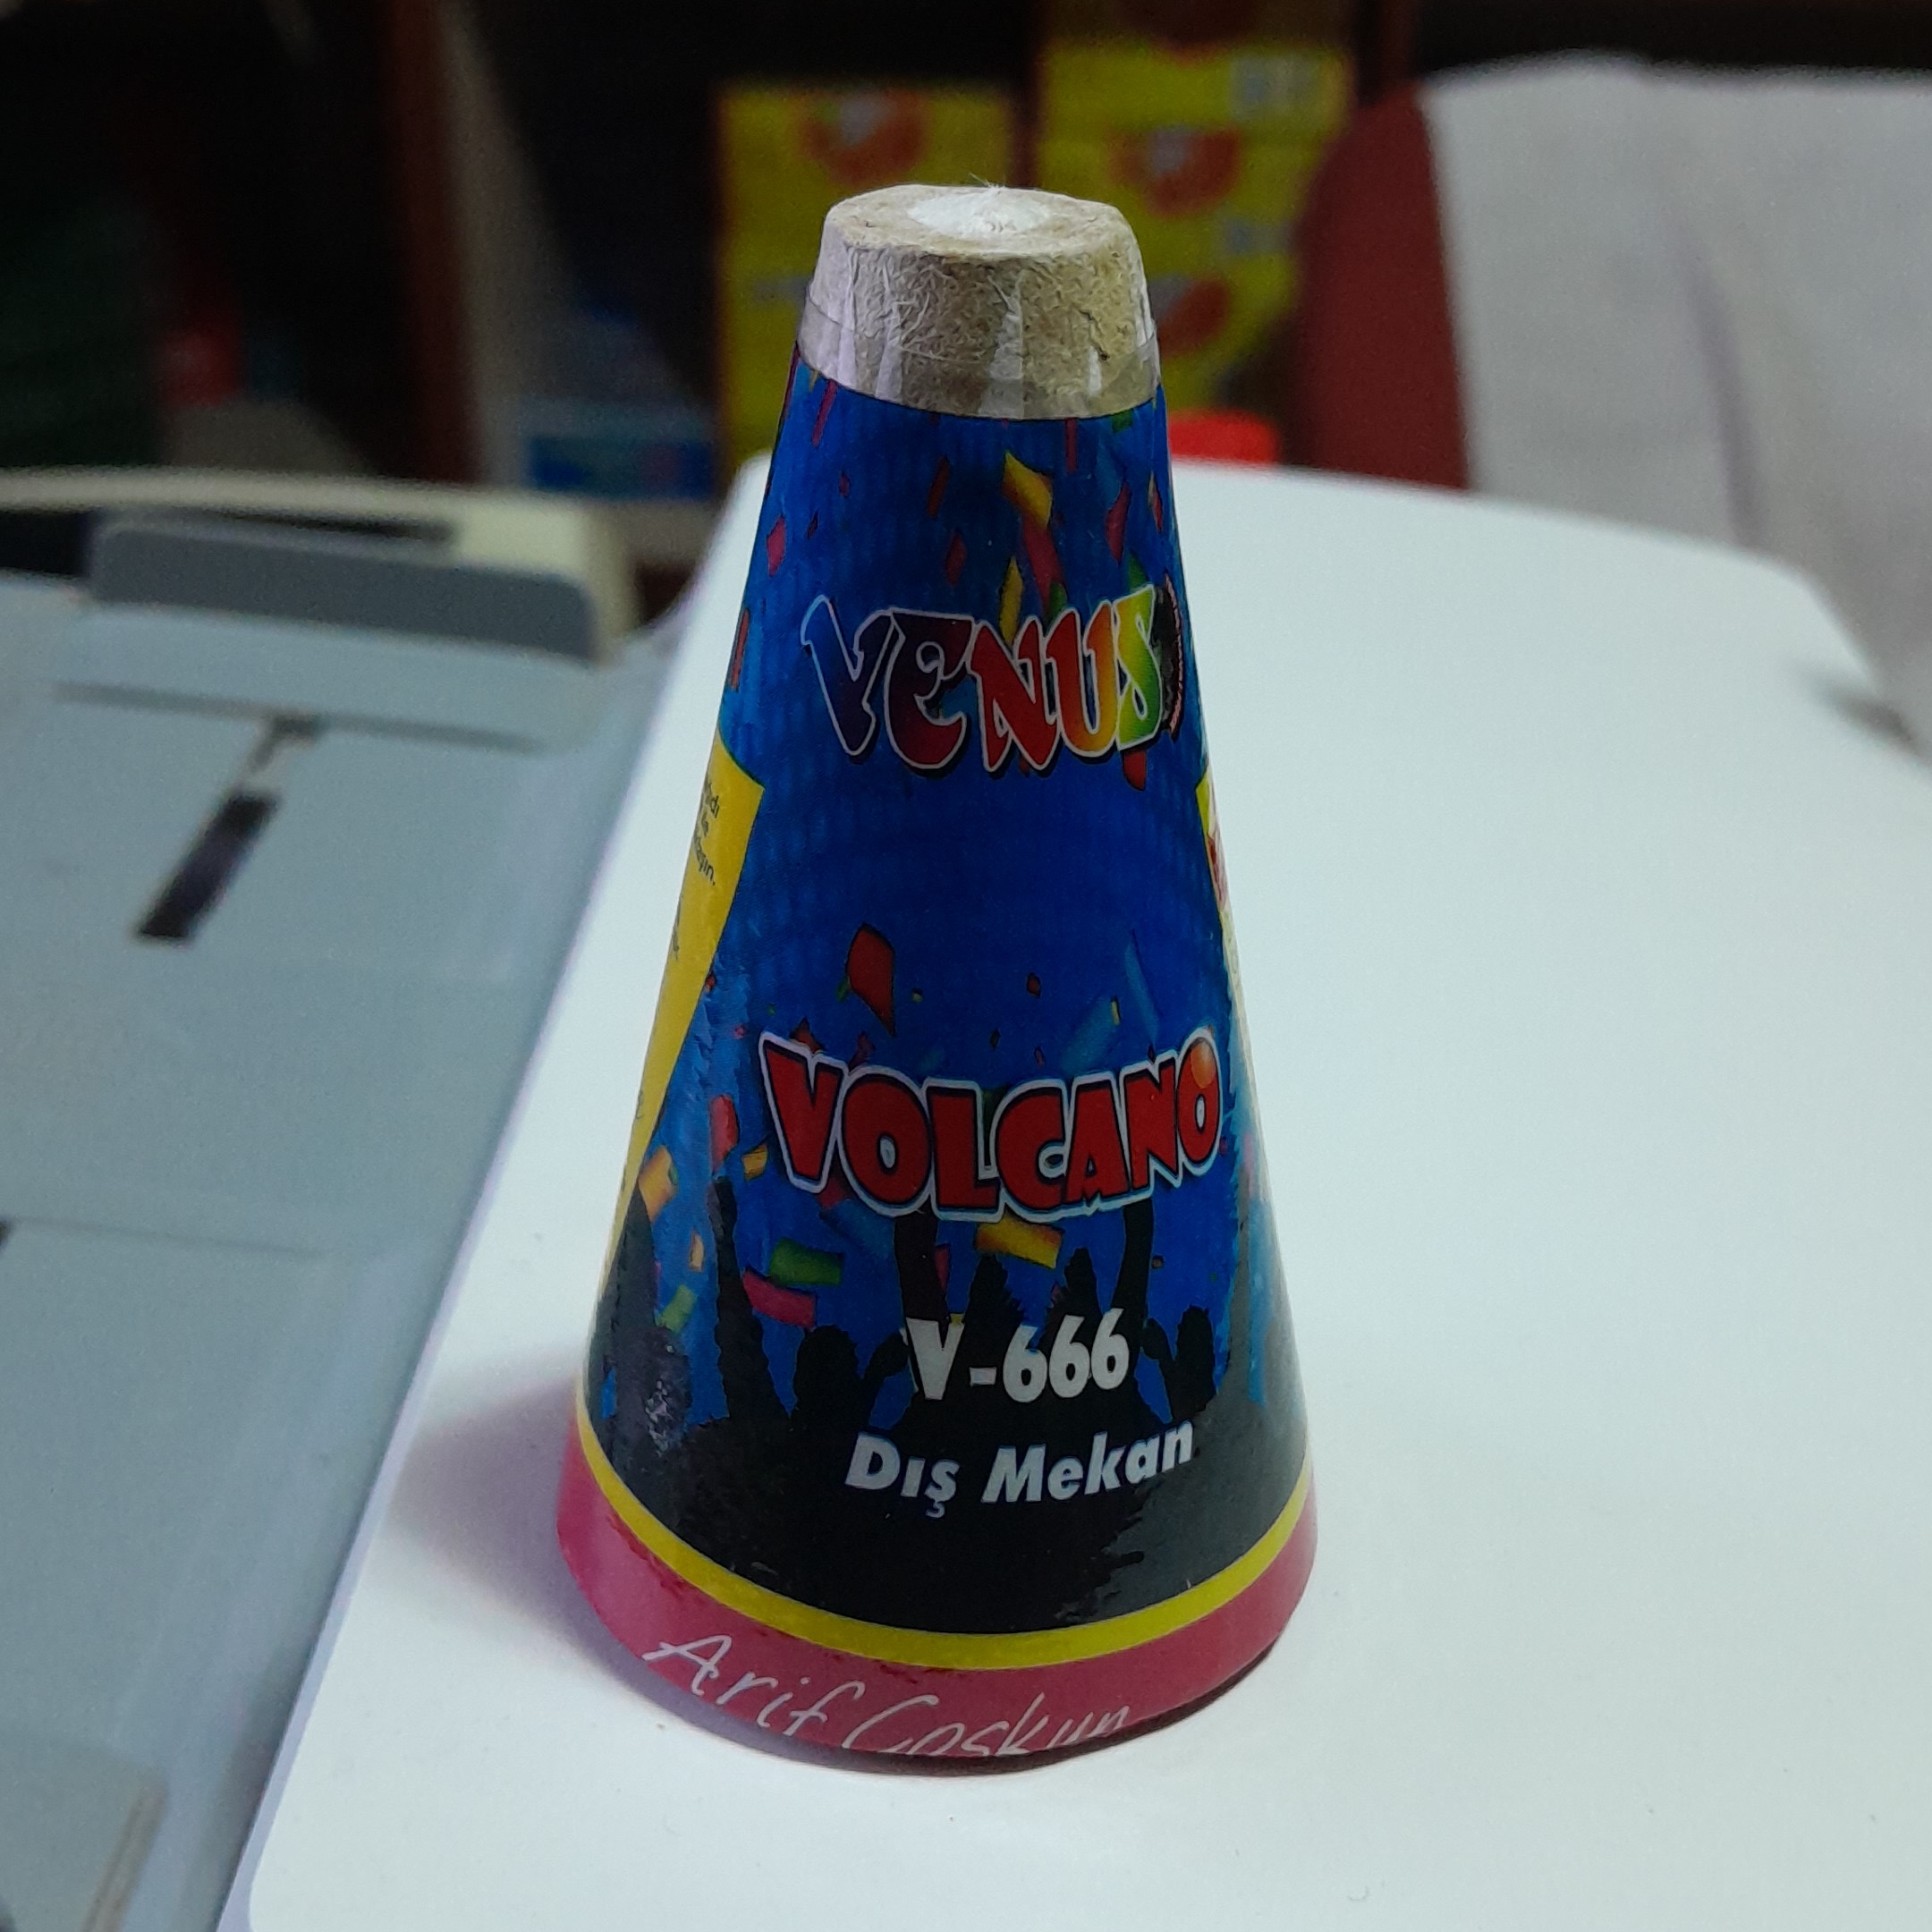 VENUS
VOLCANO
V-666
Dış Mekan
Arif Coşkun